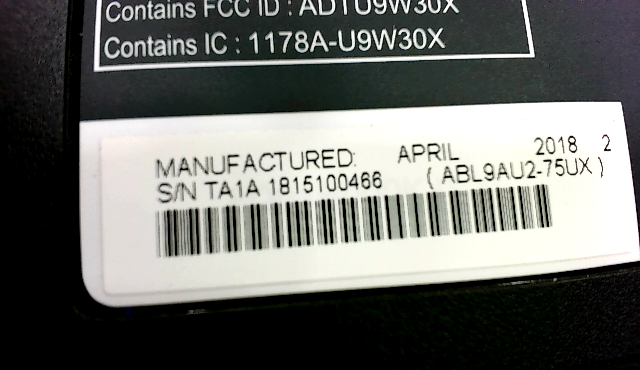 Contains FCC ID : ADTU9W30X
Contains IC : 1178A-U9W30X
MANUFACTURED: APRIL 2018 2
S/N TA1A 1815100466 ( ABL9AU2-75UX )